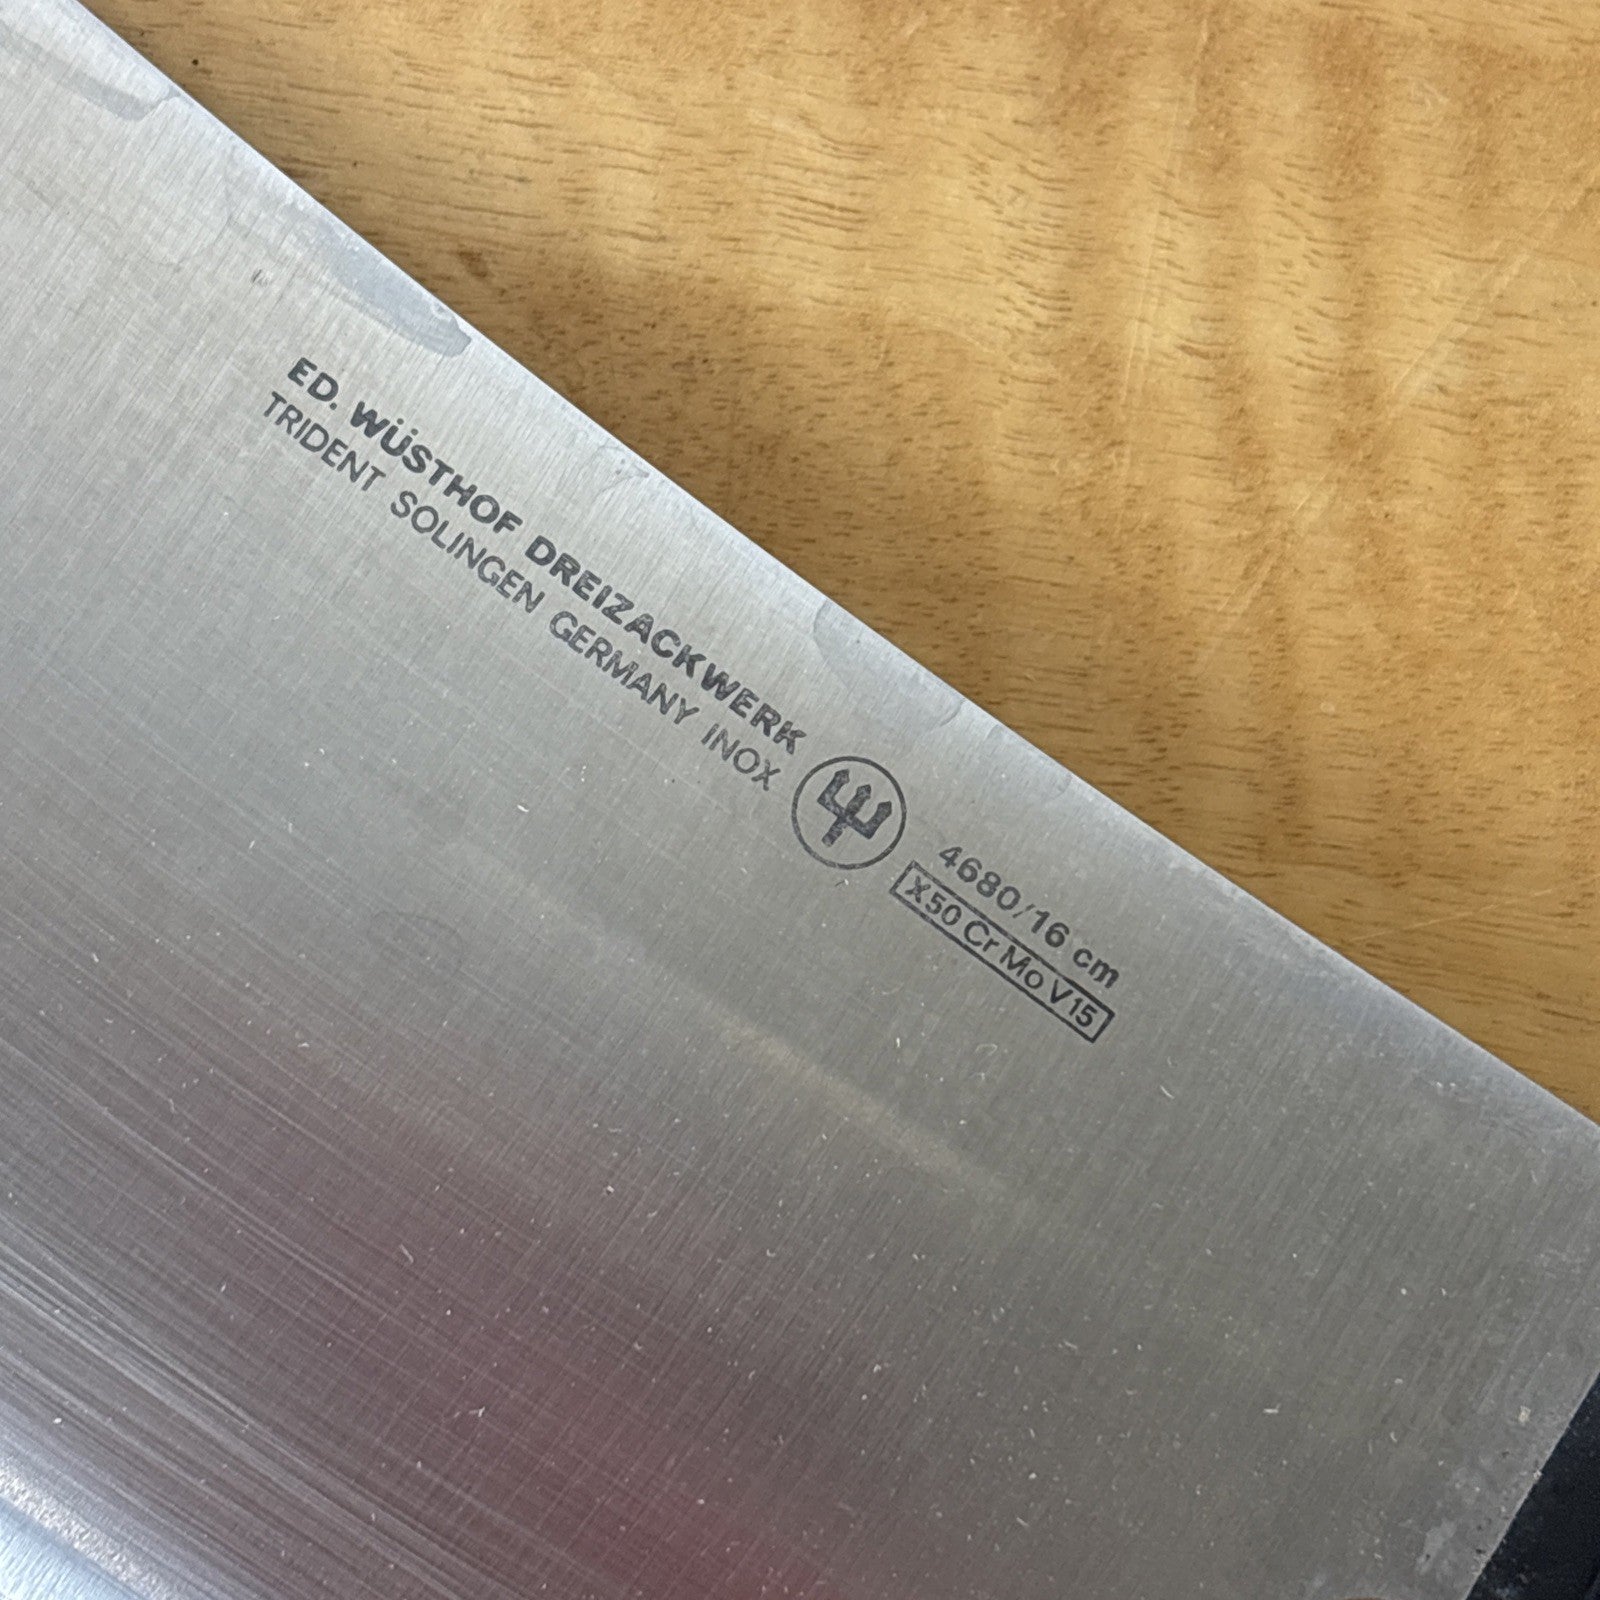 ED. WÜSTHOF DREIZACKWERK
TRIDENT SOLINGEN GERMANY INOX
4680/16 cm
X50 Cr Mo V15